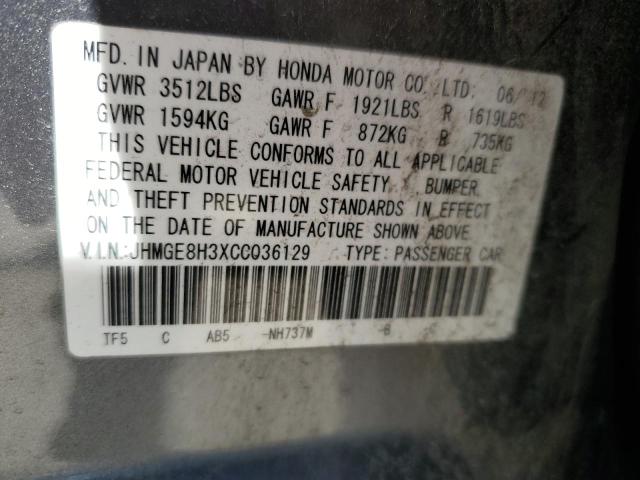 MFD. IN JAPAN BY HONDA MOTOR CO. LTD: 06/12
GVWR 3512LBS GAWR F 1921LBS R 1619LBS
GVWR 1594KG GAWR F 872KG R 735KG
THIS VEHICLE CONFORMS TO ALL APPLICABLE
FEDERAL MOTOR VEHICLE SAFETY, BUMPER,
AND THEFT PREVENTION STANDARDS IN EFFECT
ON THE DATE OF MANUFACTURE SHOWN ABOVE.
V.I.N:JHMGE8H3XCC036129 TYPE: PASSENGER CAR
TF5 C AB5 -NH737M -B